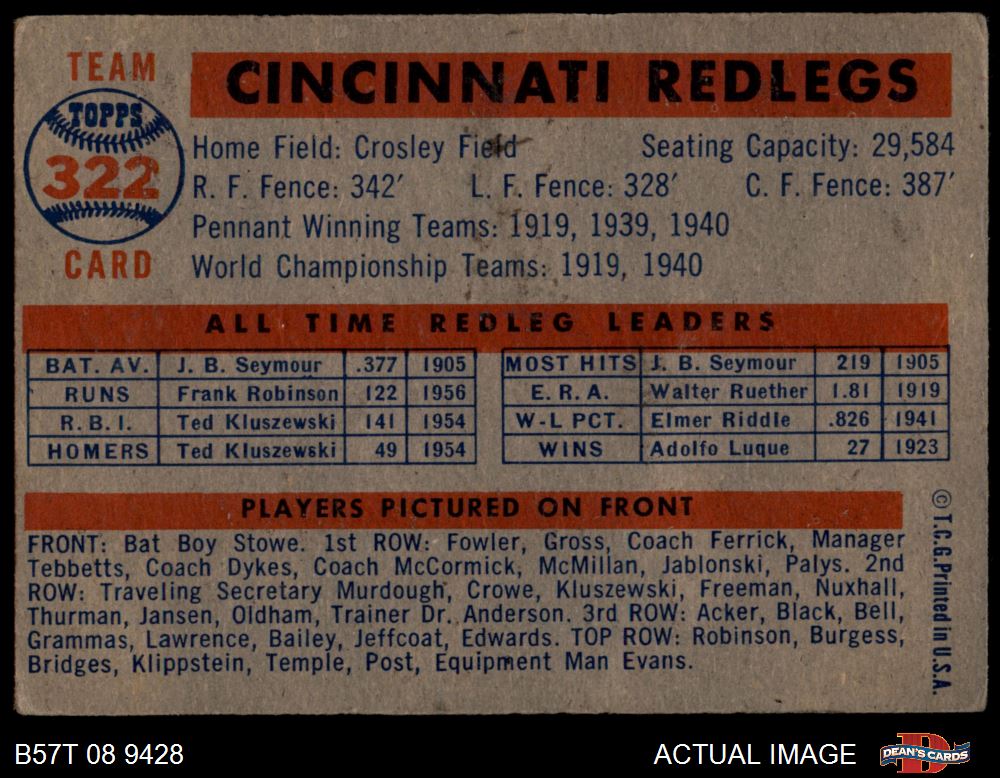 TEAM
TOPPS
322
CARD
CINCINNATI REDLEGS
Home Field: Crosley Field Seating Capacity: 29,584
R. F. Fence: 342′ L. F. Fence: 328′ C. F. Fence: 387′
Pennant Winning Teams: 1919, 1939, 1940
World Championship Teams: 1919, 1940
ALL TIME REDLEG LEADERS
BAT. AV. J. B. Seymour .377 1905 MOST HITS J. B. Seymour 219 1905
RUNS Frank Robinson 122 1956 E. R. A. Walter Ruether 1.81 1919
R. B. I. Ted Kluszewski 141 1954 W-L PCT. Elmer Riddle .826 1941
HOMERS Ted Kluszewski 49 1954 WINS Adolfo Luque 27 1923
PLAYERS PICTURED ON FRONT
FRONT: Bat Boy Stowe. 1st ROW: Fowler, Gross, Coach Ferrick, Manager
Tebbetts, Coach Dykes, Coach McCormick, McMillan, Jablonski, Palys. 2nd
ROW: Traveling Secretary Murdough, Crowe, Kluszewski, Freeman, Nuxhall,
Thurman, Jansen, Oldham, Trainer Dr. Anderson. 3rd ROW: Acker, Black, Bell,
Grammas, Lawrence, Bailey, Jeffcoat, Edwards. TOP ROW: Robinson, Burgess,
Bridges, Klippstein, Temple, Post, Equipment Man Evans.
© T.C.G. Printed in U.S.A.
B57T 08 9428 ACTUAL IMAGE
DEAN'S CARDS